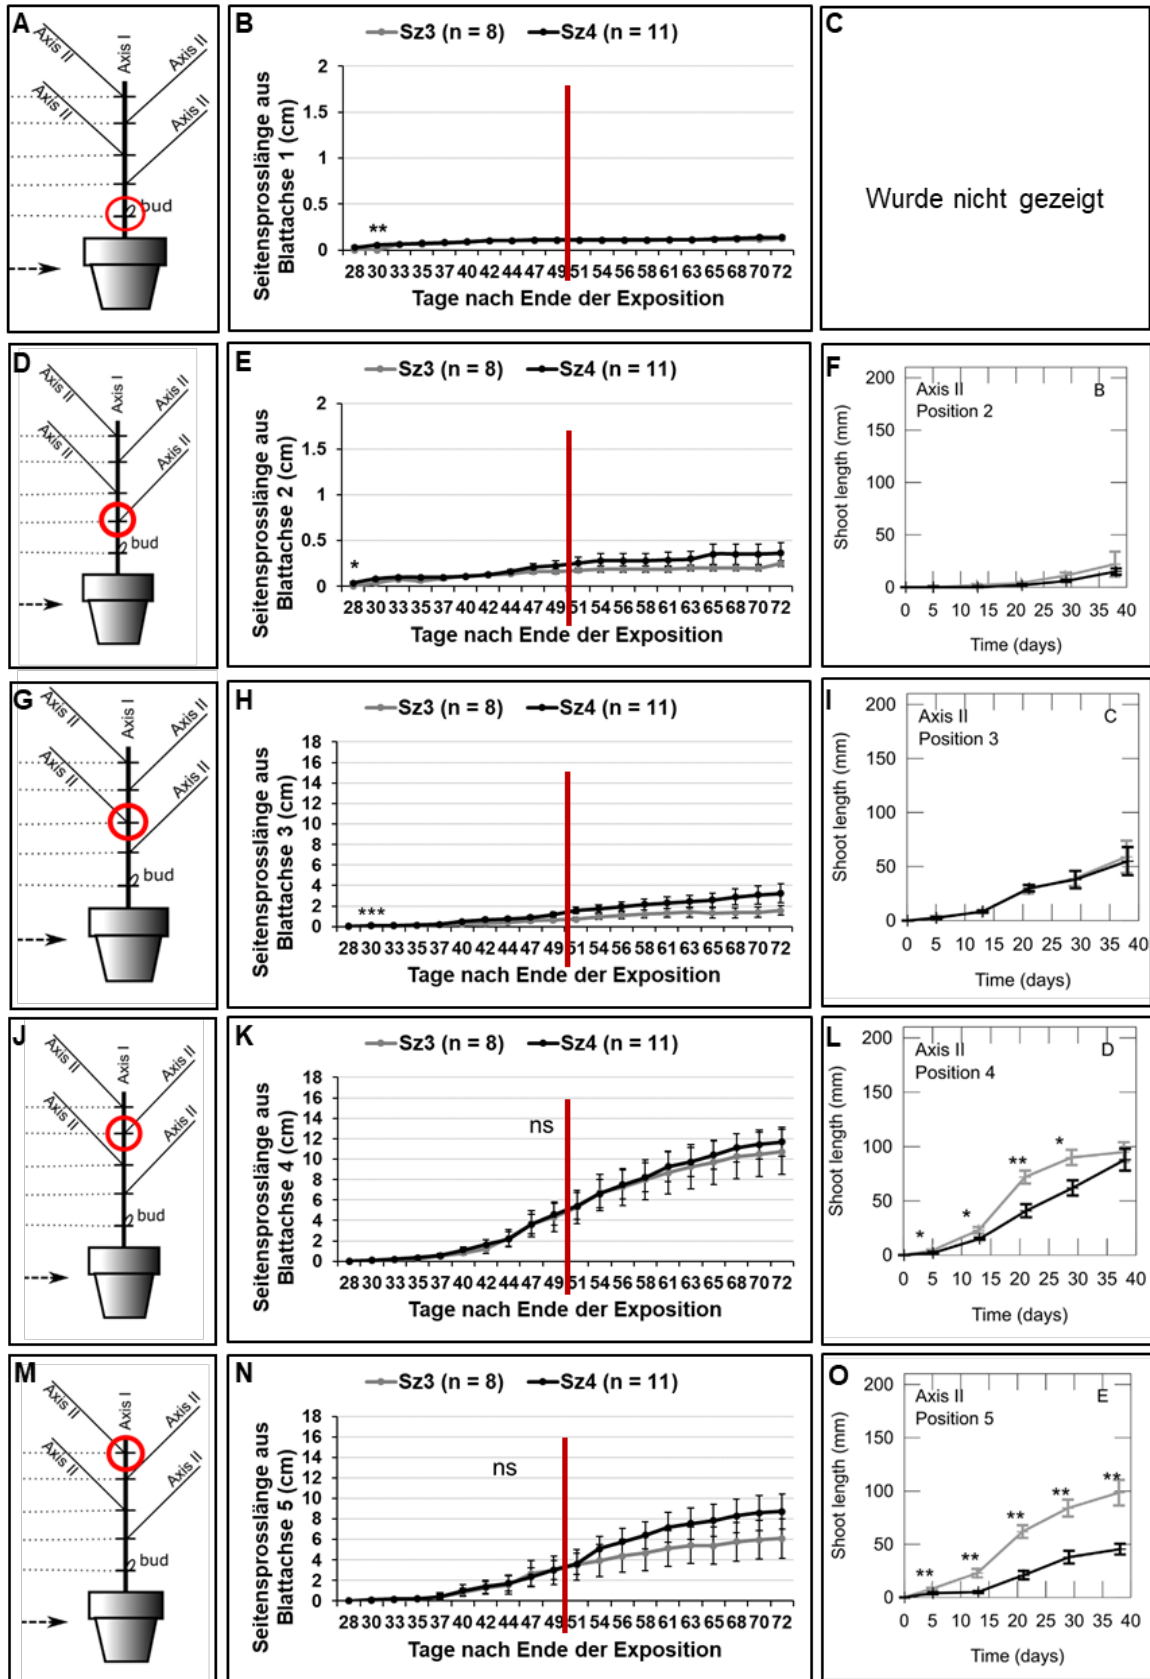 A
Axis II
Axis I
Axis II
Axis II
Axis II
bud
B
Sz3 (n = 8) Sz4 (n = 11)
Seitensprosslänge aus
Blattachse 1 (cm)
2
1.5
1
0.5
0
**
28 30 33 35 37 40 42 44 47 49 51 54 56 58 61 63 65 68 70 72
Tage nach Ende der Exposition
C
Wurde nicht gezeigt
D
Axis II
Axis I
Axis II
Axis II
Axis II
bud
E
Sz3 (n = 8) Sz4 (n = 11)
Seitensprosslänge aus
Blattachse 2 (cm)
2
1.5
1
0.5
0
*
28 30 33 35 37 40 42 44 47 49 51 54 56 58 61 63 65 68 70 72
Tage nach Ende der Exposition
F
Axis II B
Position 2
Shoot length (mm)
200
150
100
50
0
0 5 10 15 20 25 30 35 40
Time (days)
G
Axis II
Axis I
Axis II
Axis II
Axis II
bud
H
Sz3 (n = 8) Sz4 (n = 11)
Seitensprosslänge aus
Blattachse 3 (cm)
18
16
14
12
10
8
6
4
2
0
***
28 30 33 35 37 40 42 44 47 49 51 54 56 58 61 63 65 68 70 72
Tage nach Ende der Exposition
I
Axis II C
Position 3
Shoot length (mm)
200
150
100
50
0
0 5 10 15 20 25 30 35 40
Time (days)
J
Axis II
Axis I
Axis II
Axis II
Axis II
bud
K
Sz3 (n = 8) Sz4 (n = 11)
Seitensprosslänge aus
Blattachse 4 (cm)
18
16
14
12
10
8
6
4
2
0
ns
28 30 33 35 37 40 42 44 47 49 51 54 56 58 61 63 65 68 70 72
Tage nach Ende der Exposition
L
Axis II D
Position 4
Shoot length (mm)
200
150
100
50
0
* * ** *
0 5 10 15 20 25 30 35 40
Time (days)
M
Axis II
Axis I
Axis II
Axis II
Axis II
bud
N
Sz3 (n = 8) Sz4 (n = 11)
Seitensprosslänge aus
Blattachse 5 (cm)
18
16
14
12
10
8
6
4
2
0
ns
28 30 33 35 37 40 42 44 47 49 51 54 56 58 61 63 65 68 70 72
Tage nach Ende der Exposition
O
Axis II E
Position 5
Shoot length (mm)
200
150
100
50
0
** ** ** ** **
0 5 10 15 20 25 30 35 40
Time (days)